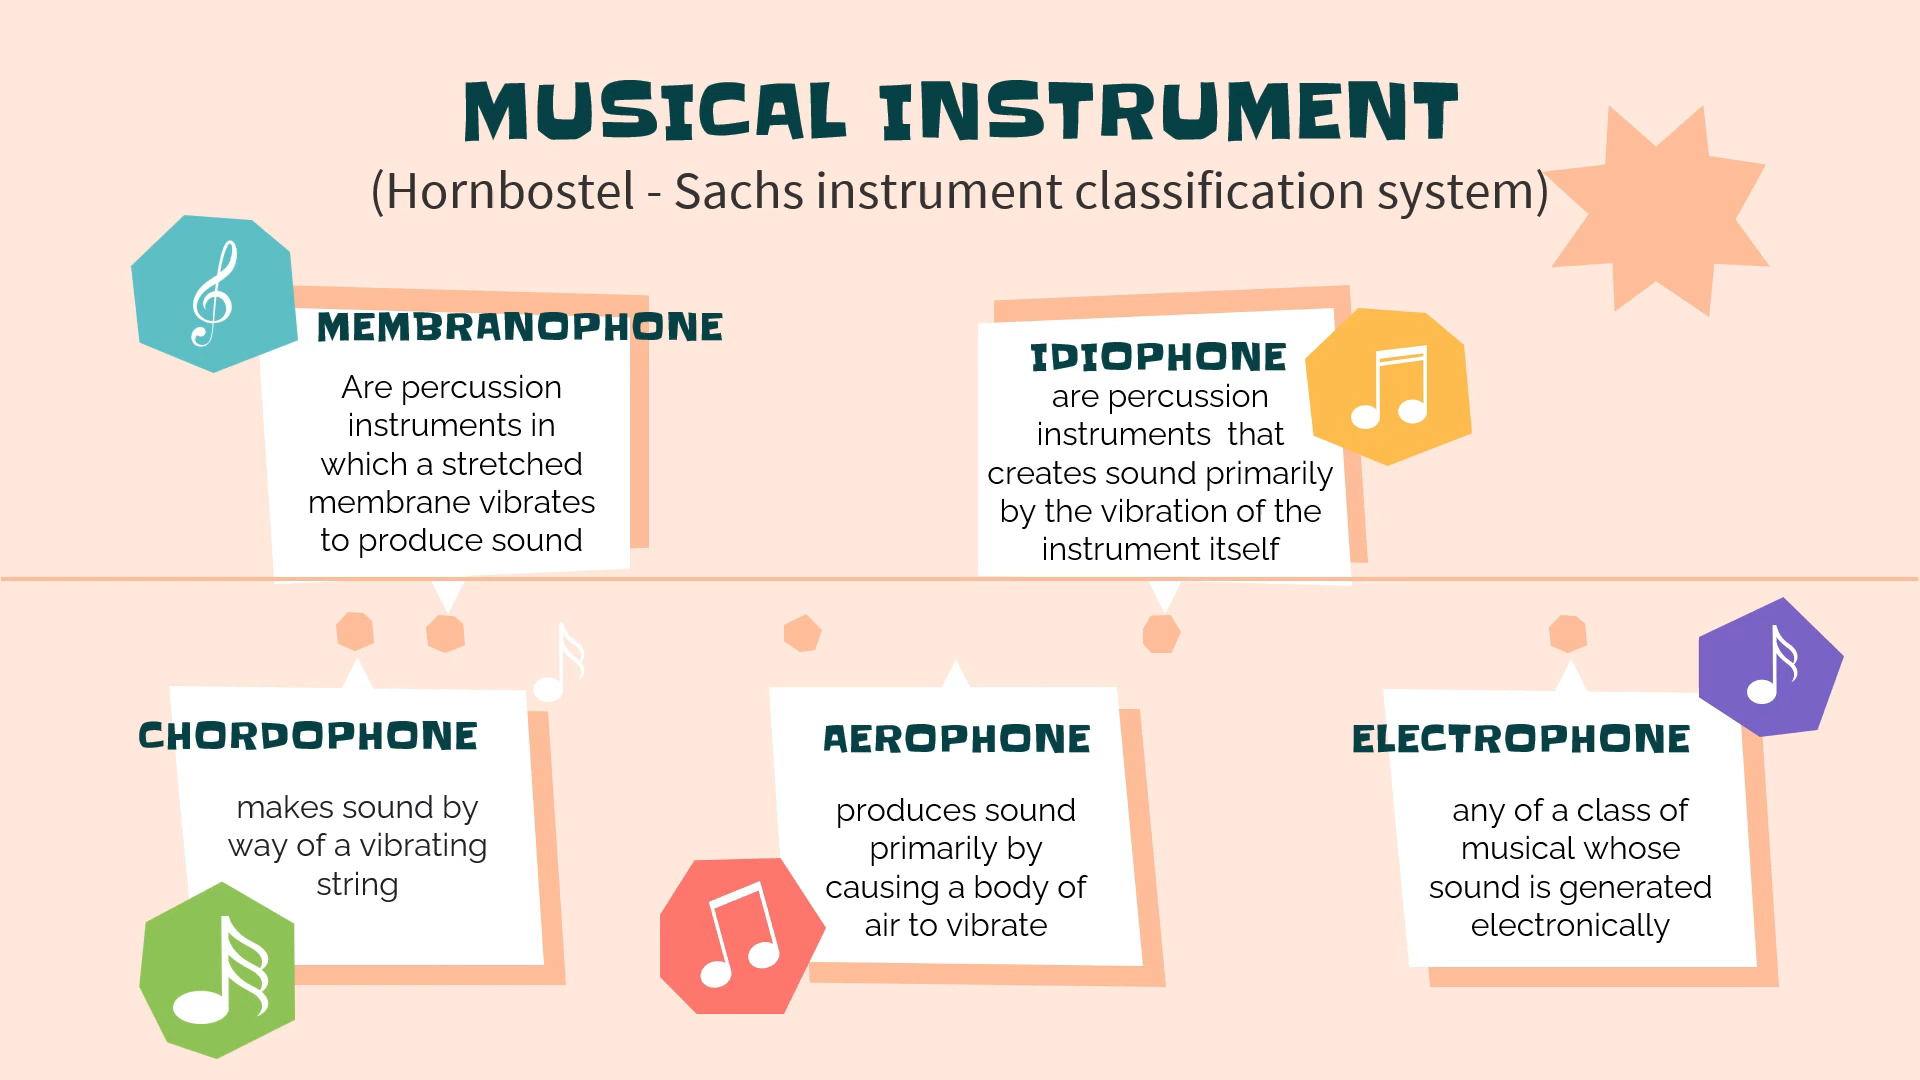 MUSICAL INSTRUMENT
(Hornbostel - Sachs instrument classification system)
MEMBRANOPHONE
Are percussion
instruments in
which a stretched
membrane vibrates
to produce sound
IDIOPHONE
are percussion
instruments  that
creates sound primarily
by the vibration of the
instrument itself
CHORDOPHONE
makes sound by
way of a vibrating
string
AEROPHONE
produces sound
primarily by
causing a body of
air to vibrate
ELECTROPHONE
any of a class of
musical whose
sound is generated
electronically